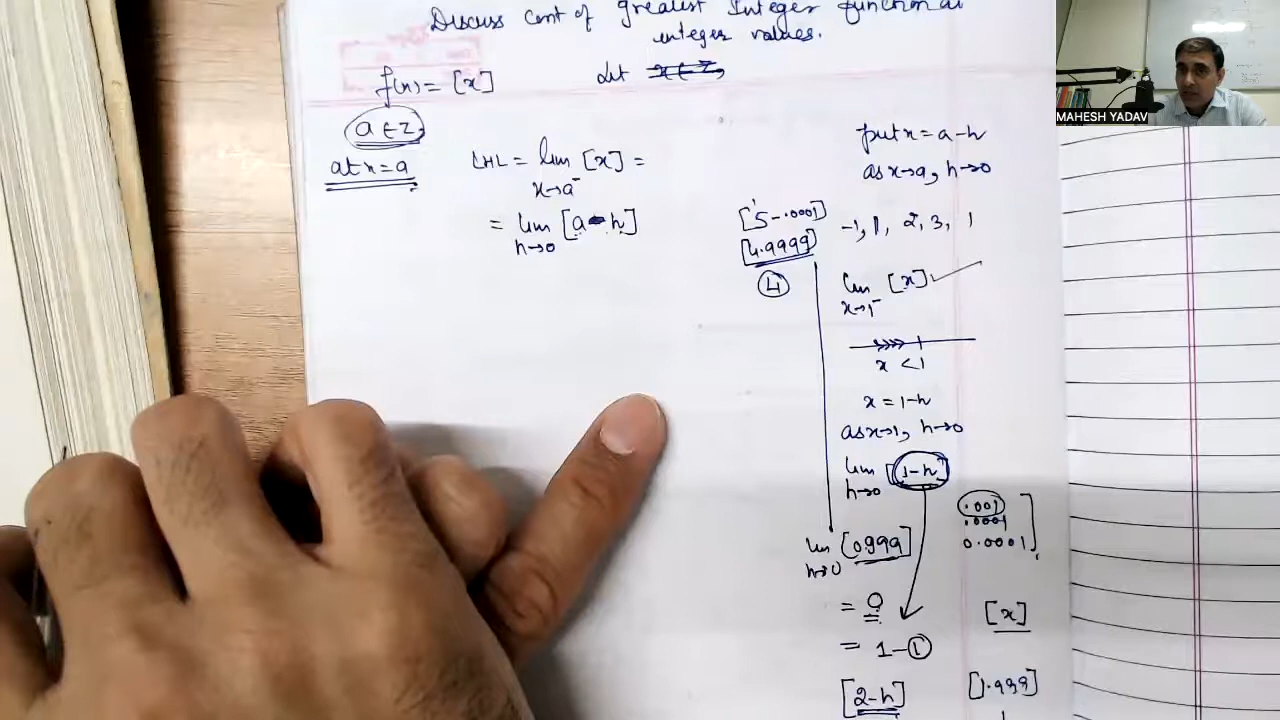 Discuss cont of greatest Integer function at
integer values.
f(x) = [x]
Let x ∈ Z,
a ∈ Z,
at x = a
LHL = lim [x] =
x→a⁻
= lim [a - h]
h→0
put x = a-h
as x→a, h→0
[5-.0001]
[4.9999]
4
-1, 1, 2, 3, 1
lim [x]
x→1⁻
x < 1
x = 1-h
as x→1, h→0
lim [1-h]
h→0
.001
.0001
0.0001
lim [0.999]
h→0
= 0
= 1-1
[x]
[2-h]
[1.999]
MAHESH YADAV